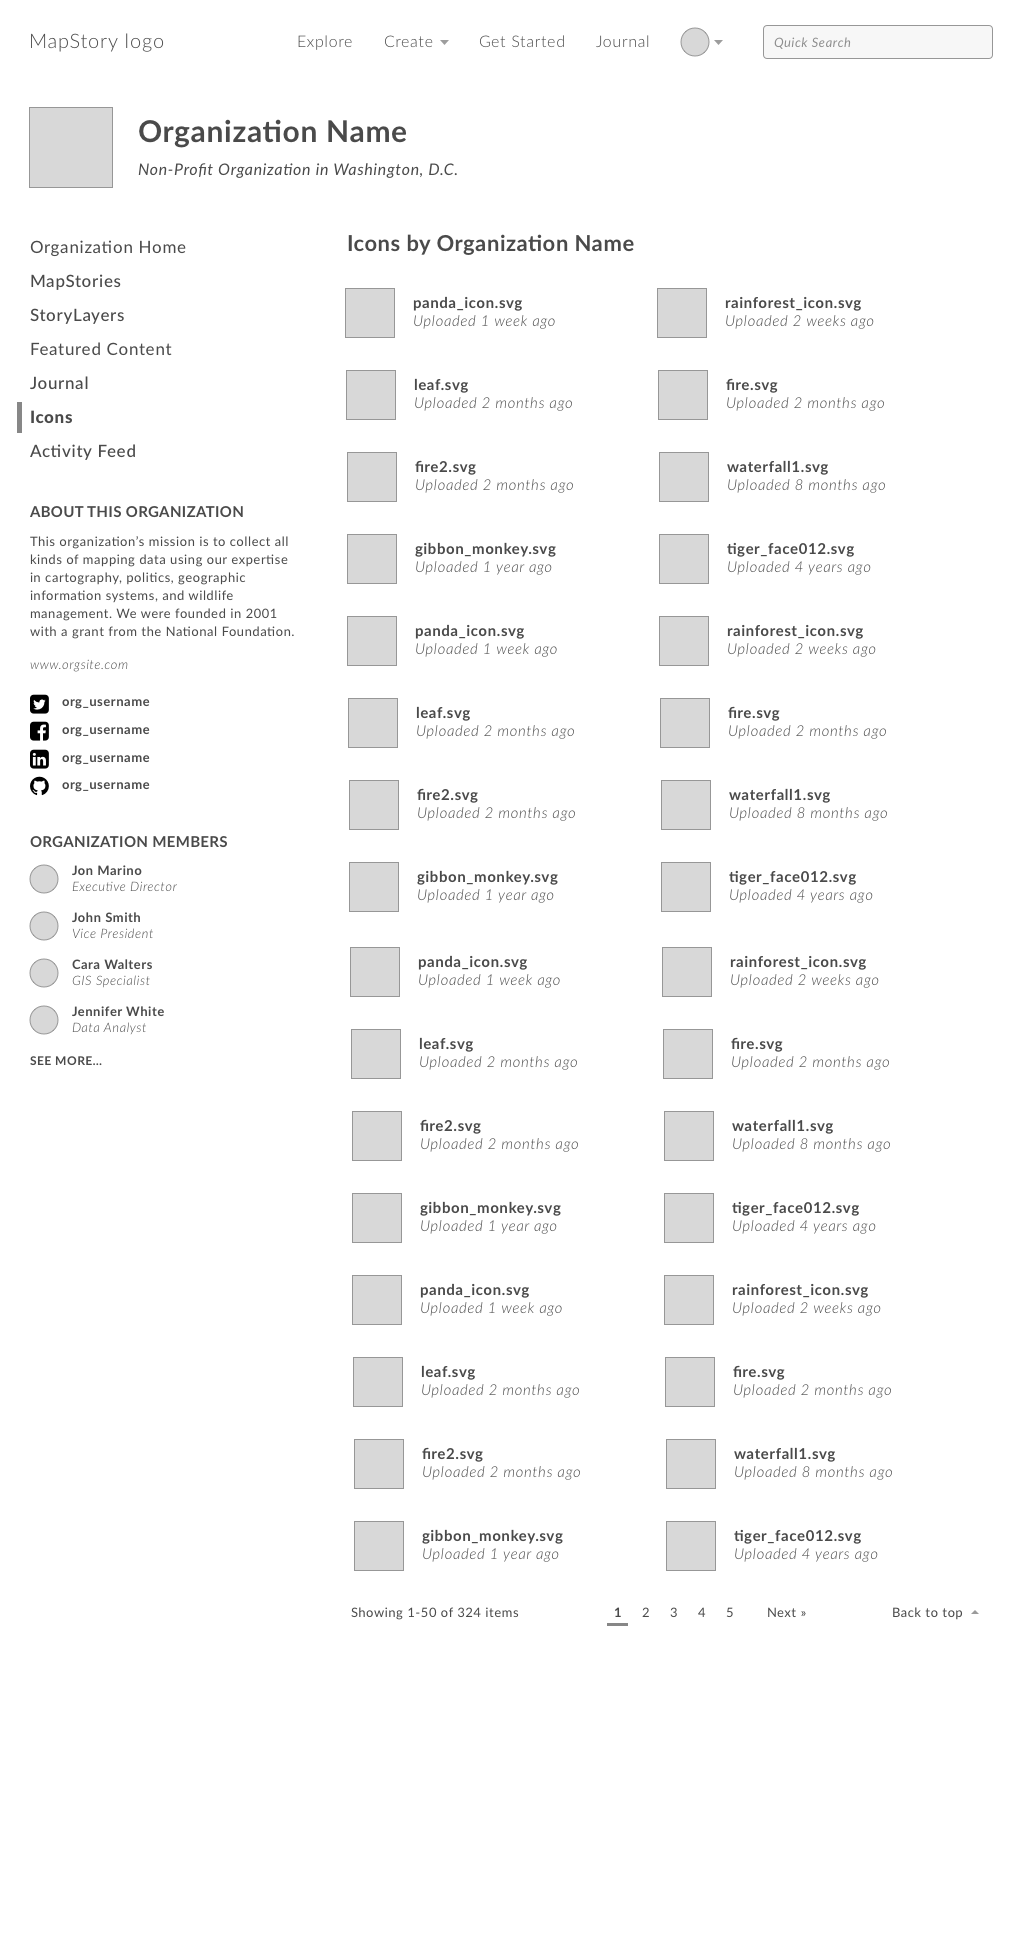 MapStory logo
Explore
Create
Get Started
Journal
Quick Search
Organization Name
Non-Profit Organization in Washington, D.C.
Organization Home
MapStories
StoryLayers
Featured Content
Journal
Icons
Activity Feed
ABOUT THIS ORGANIZATION
This organization's mission is to collect all
kinds of mapping data using our expertise
in cartography, politics, geographic
information systems, and wildlife
management. We were founded in 2001
with a grant from the National Foundation.
www.orgsite.com
org_username
org_username
org_username
org_username
ORGANIZATION MEMBERS
Jon Marino
Executive Director
John Smith
Vice President
Cara Walters
GIS Specialist
Jennifer White
Data Analyst
SEE MORE...
Icons by Organization Name
panda_icon.svg
Uploaded 1 week ago
rainforest_icon.svg
Uploaded 2 weeks ago
leaf.svg
Uploaded 2 months ago
fire.svg
Uploaded 2 months ago
fire2.svg
Uploaded 2 months ago
waterfall1.svg
Uploaded 8 months ago
gibbon_monkey.svg
Uploaded 1 year ago
tiger_face012.svg
Uploaded 4 years ago
panda_icon.svg
Uploaded 1 week ago
rainforest_icon.svg
Uploaded 2 weeks ago
leaf.svg
Uploaded 2 months ago
fire.svg
Uploaded 2 months ago
fire2.svg
Uploaded 2 months ago
waterfall1.svg
Uploaded 8 months ago
gibbon_monkey.svg
Uploaded 1 year ago
tiger_face012.svg
Uploaded 4 years ago
panda_icon.svg
Uploaded 1 week ago
rainforest_icon.svg
Uploaded 2 weeks ago
leaf.svg
Uploaded 2 months ago
fire.svg
Uploaded 2 months ago
fire2.svg
Uploaded 2 months ago
waterfall1.svg
Uploaded 8 months ago
gibbon_monkey.svg
Uploaded 1 year ago
tiger_face012.svg
Uploaded 4 years ago
panda_icon.svg
Uploaded 1 week ago
rainforest_icon.svg
Uploaded 2 weeks ago
leaf.svg
Uploaded 2 months ago
fire.svg
Uploaded 2 months ago
fire2.svg
Uploaded 2 months ago
waterfall1.svg
Uploaded 8 months ago
gibbon_monkey.svg
Uploaded 1 year ago
tiger_face012.svg
Uploaded 4 years ago
Showing 1-50 of 324 items
1 2 3 4 5 Next »
Back to top